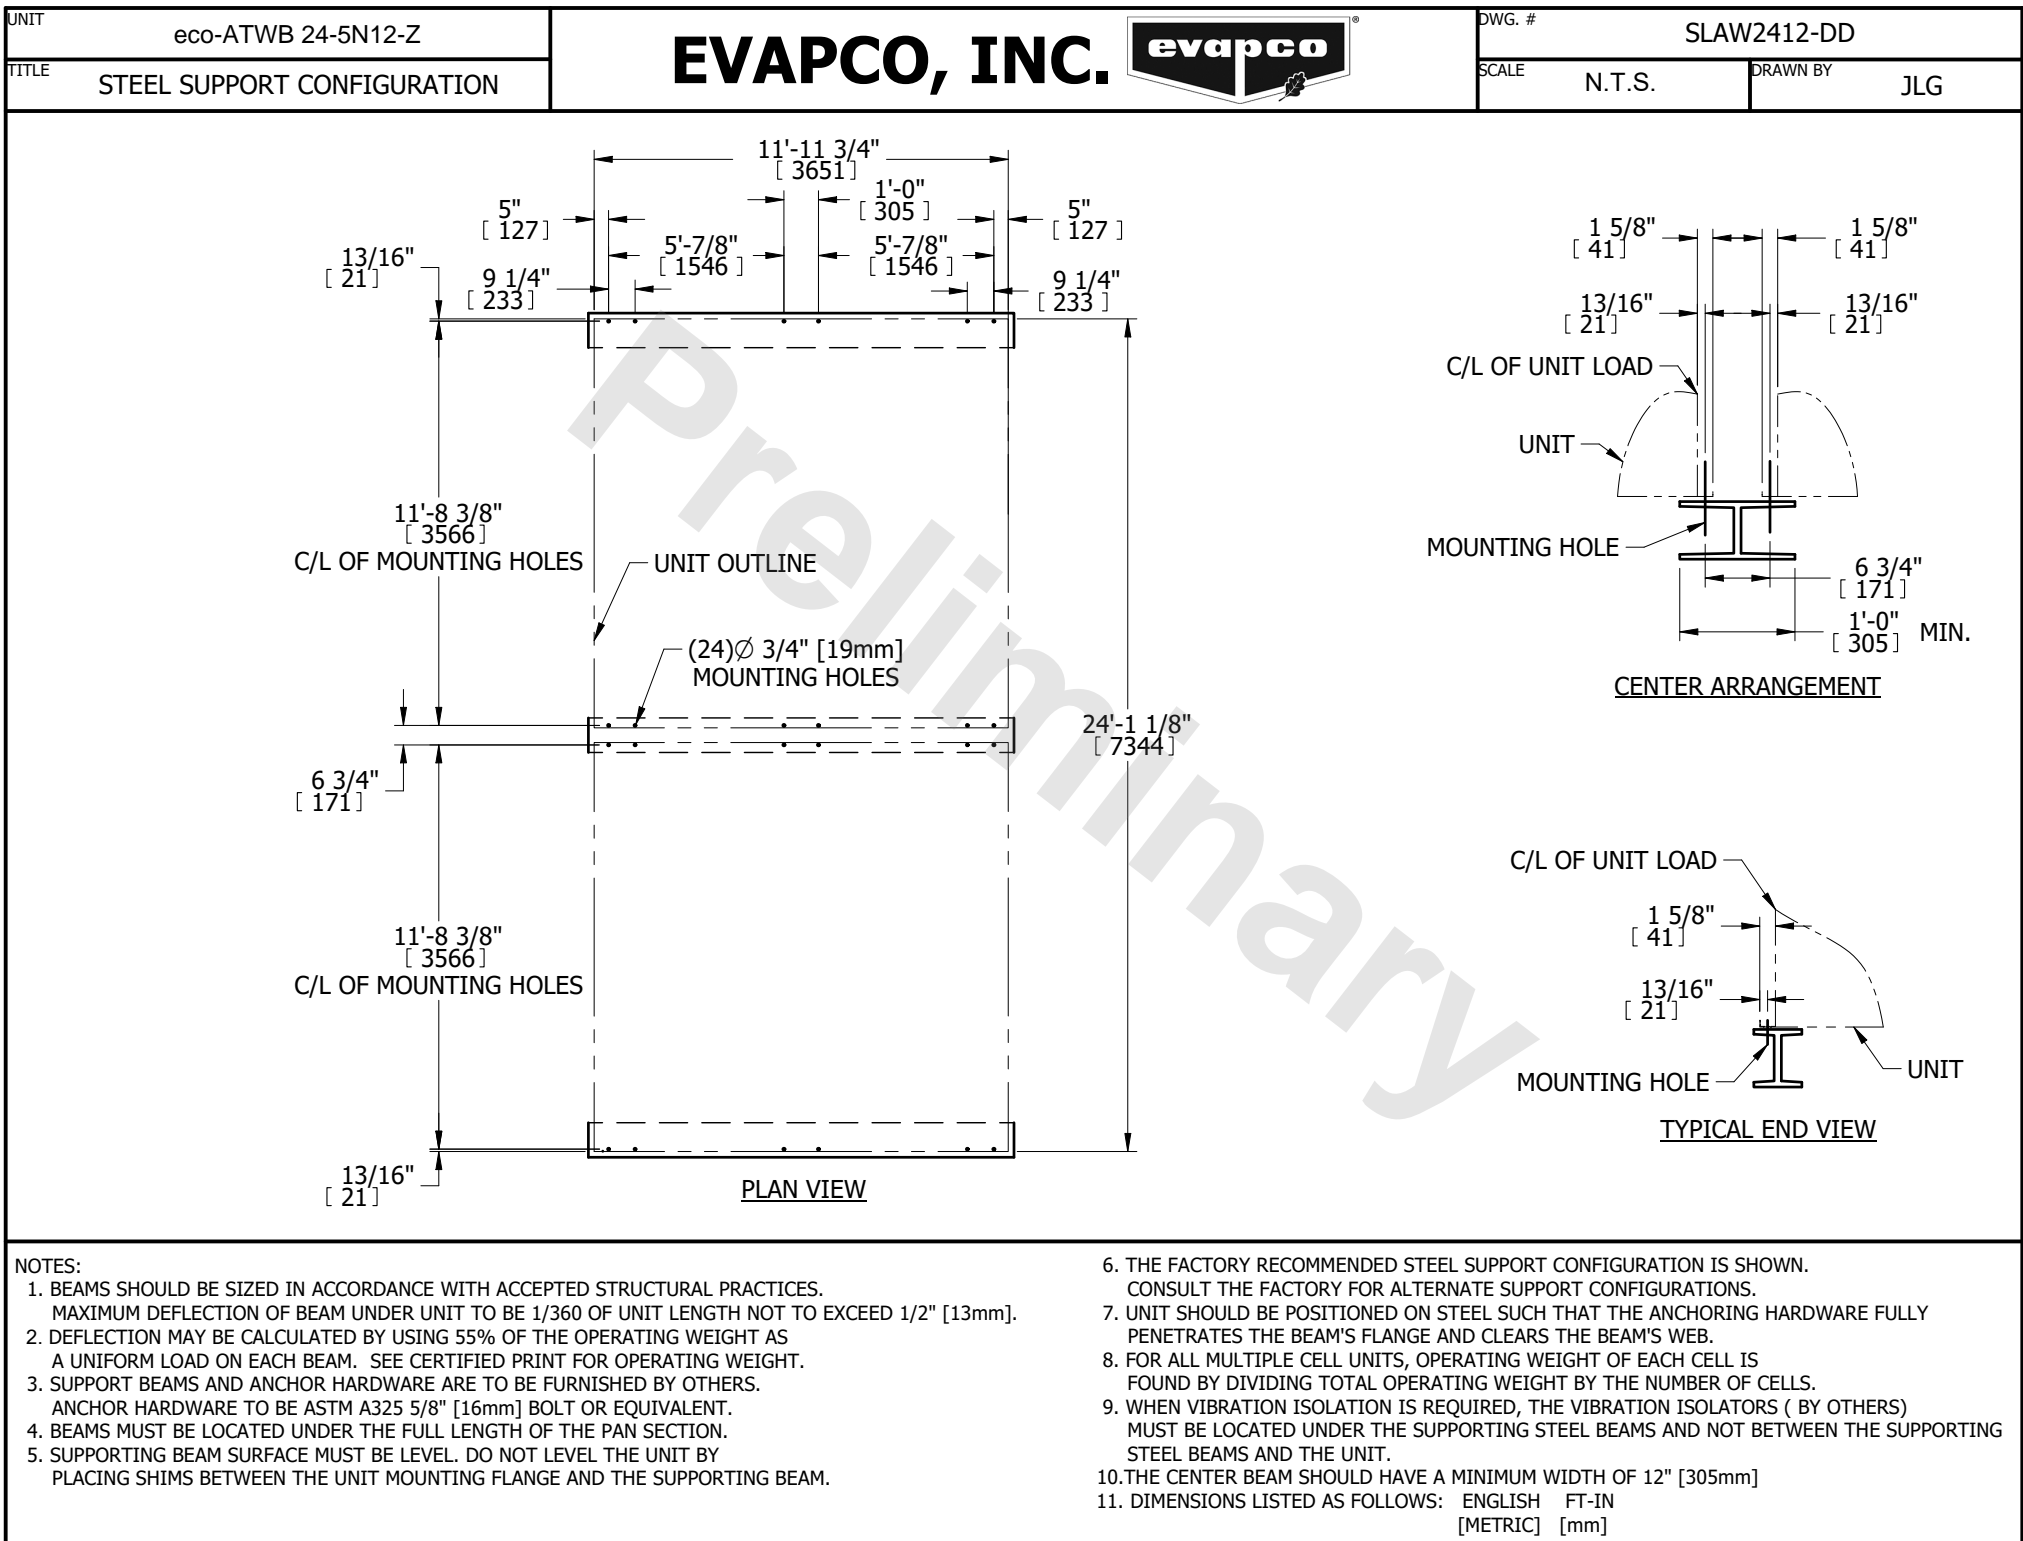 UNIT
eco-ATWB 24-5N12-Z
TITLE
STEEL SUPPORT CONFIGURATION
EVAPCO, INC.
evapco
®
DWG. #
SLAW2412-DD
SCALE
N.T.S.
DRAWN BY
JLG
11'-11 3/4"
[ 3651 ]
1'-0"
[ 305 ]
5"
[ 127 ]
5"
[ 127 ]
5'-7/8"
[ 1546 ]
5'-7/8"
[ 1546 ]
13/16"
[ 21 ]
9 1/4"
[ 233 ]
9 1/4"
[ 233 ]
11'-8 3/8"
[ 3566 ]
C/L OF MOUNTING HOLES
UNIT OUTLINE
(24)∅ 3/4" [19mm]
MOUNTING HOLES
24'-1 1/8"
[ 7344 ]
6 3/4"
[ 171 ]
11'-8 3/8"
[ 3566 ]
C/L OF MOUNTING HOLES
13/16"
[ 21 ]
PLAN VIEW
Preliminary
1 5/8"
[ 41 ]
1 5/8"
[ 41 ]
13/16"
[ 21 ]
13/16"
[ 21 ]
C/L OF UNIT LOAD
UNIT
MOUNTING HOLE
6 3/4"
[ 171 ]
1'-0"
[ 305 ] MIN.
CENTER ARRANGEMENT
C/L OF UNIT LOAD
1 5/8"
[ 41 ]
13/16"
[ 21 ]
MOUNTING HOLE
UNIT
TYPICAL END VIEW
NOTES:
1. BEAMS SHOULD BE SIZED IN ACCORDANCE WITH ACCEPTED STRUCTURAL PRACTICES.
MAXIMUM DEFLECTION OF BEAM UNDER UNIT TO BE 1/360 OF UNIT LENGTH NOT TO EXCEED 1/2" [13mm].
2. DEFLECTION MAY BE CALCULATED BY USING 55% OF THE OPERATING WEIGHT AS
A UNIFORM LOAD ON EACH BEAM. SEE CERTIFIED PRINT FOR OPERATING WEIGHT.
3. SUPPORT BEAMS AND ANCHOR HARDWARE ARE TO BE FURNISHED BY OTHERS.
ANCHOR HARDWARE TO BE ASTM A325 5/8" [16mm] BOLT OR EQUIVALENT.
4. BEAMS MUST BE LOCATED UNDER THE FULL LENGTH OF THE PAN SECTION.
5. SUPPORTING BEAM SURFACE MUST BE LEVEL. DO NOT LEVEL THE UNIT BY
PLACING SHIMS BETWEEN THE UNIT MOUNTING FLANGE AND THE SUPPORTING BEAM.
6. THE FACTORY RECOMMENDED STEEL SUPPORT CONFIGURATION IS SHOWN.
CONSULT THE FACTORY FOR ALTERNATE SUPPORT CONFIGURATIONS.
7. UNIT SHOULD BE POSITIONED ON STEEL SUCH THAT THE ANCHORING HARDWARE FULLY
PENETRATES THE BEAM'S FLANGE AND CLEARS THE BEAM'S WEB.
8. FOR ALL MULTIPLE CELL UNITS, OPERATING WEIGHT OF EACH CELL IS
FOUND BY DIVIDING TOTAL OPERATING WEIGHT BY THE NUMBER OF CELLS.
9. WHEN VIBRATION ISOLATION IS REQUIRED, THE VIBRATION ISOLATORS ( BY OTHERS)
MUST BE LOCATED UNDER THE SUPPORTING STEEL BEAMS AND NOT BETWEEN THE SUPPORTING
STEEL BEAMS AND THE UNIT.
10.THE CENTER BEAM SHOULD HAVE A MINIMUM WIDTH OF 12" [305mm]
11. DIMENSIONS LISTED AS FOLLOWS: ENGLISH FT-IN
[METRIC] [mm]